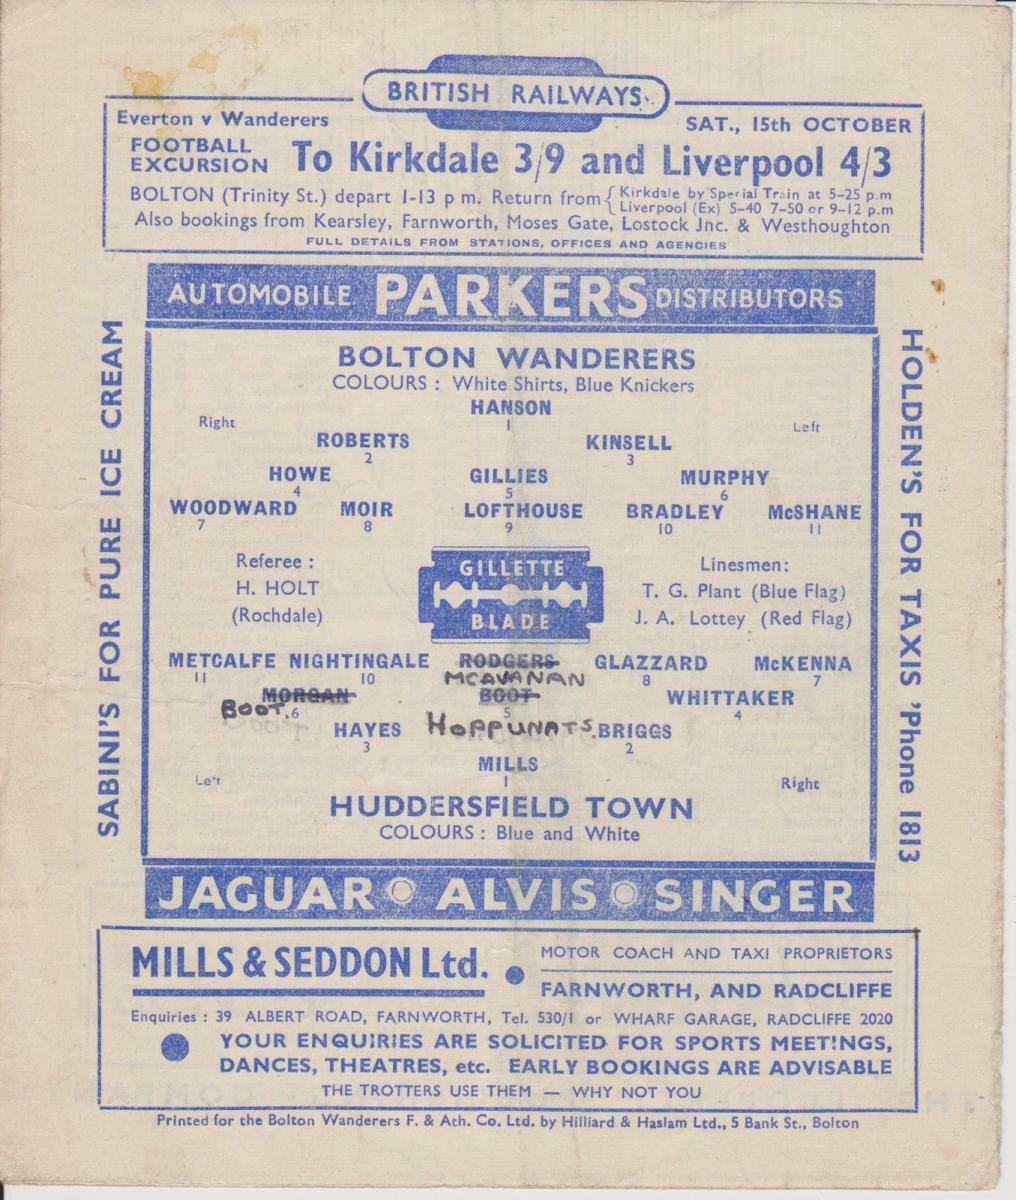 BRITISH RAILWAYS
Everton v Wanderers
SAT., 15th OCTOBER
FOOTBALL EXCURSION To Kirkdale 3/9 and Liverpool 4/3
BOLTON (Trinity St.) depart 1-13 p m. Return from { Kirkdale by Special Train at 5-25 p.m
Liverpool (Ex) 5-40 7-50 or 9-12 p.m
Also bookings from Kearsley, Farnworth, Moses Gate, Lostock Jnc. & Westhoughton
FULL DETAILS FROM STATIONS, OFFICES AND AGENCIES
AUTOMOBILE PARKERS DISTRIBUTORS
SABINI'S FOR PURE ICE CREAM
HOLDEN'S FOR TAXIS 'Phone 1813
BOLTON WANDERERS
COLOURS : White Shirts, Blue Knickers
HANSON
1
Right Left
ROBERTS KINSELL
2 3
HOWE GILLIES MURPHY
4 5 6
WOODWARD MOIR LOFTHOUSE BRADLEY McSHANE
7 8 9 10 11
Referee :
H. HOLT
(Rochdale)
GILLETTE
BLADE
Linesmen:
T. G. Plant (Blue Flag)
J. A. Lottey (Red Flag)
METCALFE NIGHTINGALE RODGERS GLAZZARD McKENNA
11 10 8 7
MCAVANAN
MORGAN BOOT WHITTAKER
BOOT. 6 5 4
HAYES HOPPUNATS. BRIGGS
3 2
MILLS
1
Left Right
HUDDERSFIELD TOWN
COLOURS : Blue and White
JAGUAR ALVIS SINGER
MILLS & SEDDON Ltd.
MOTOR COACH AND TAXI PROPRIETORS
FARNWORTH, AND RADCLIFFE
Enquiries : 39 ALBERT ROAD, FARNWORTH, Tel. 530/1 or WHARF GARAGE, RADCLIFFE 2020
YOUR ENQUIRIES ARE SOLICITED FOR SPORTS MEETINGS,
DANCES, THEATRES, etc. EARLY BOOKINGS ARE ADVISABLE
THE TROTTERS USE THEM — WHY NOT YOU
Printed for the Bolton Wanderers F. & Ath. Co. Ltd. by Hilliard & Haslam Ltd., 5 Bank St., Bolton